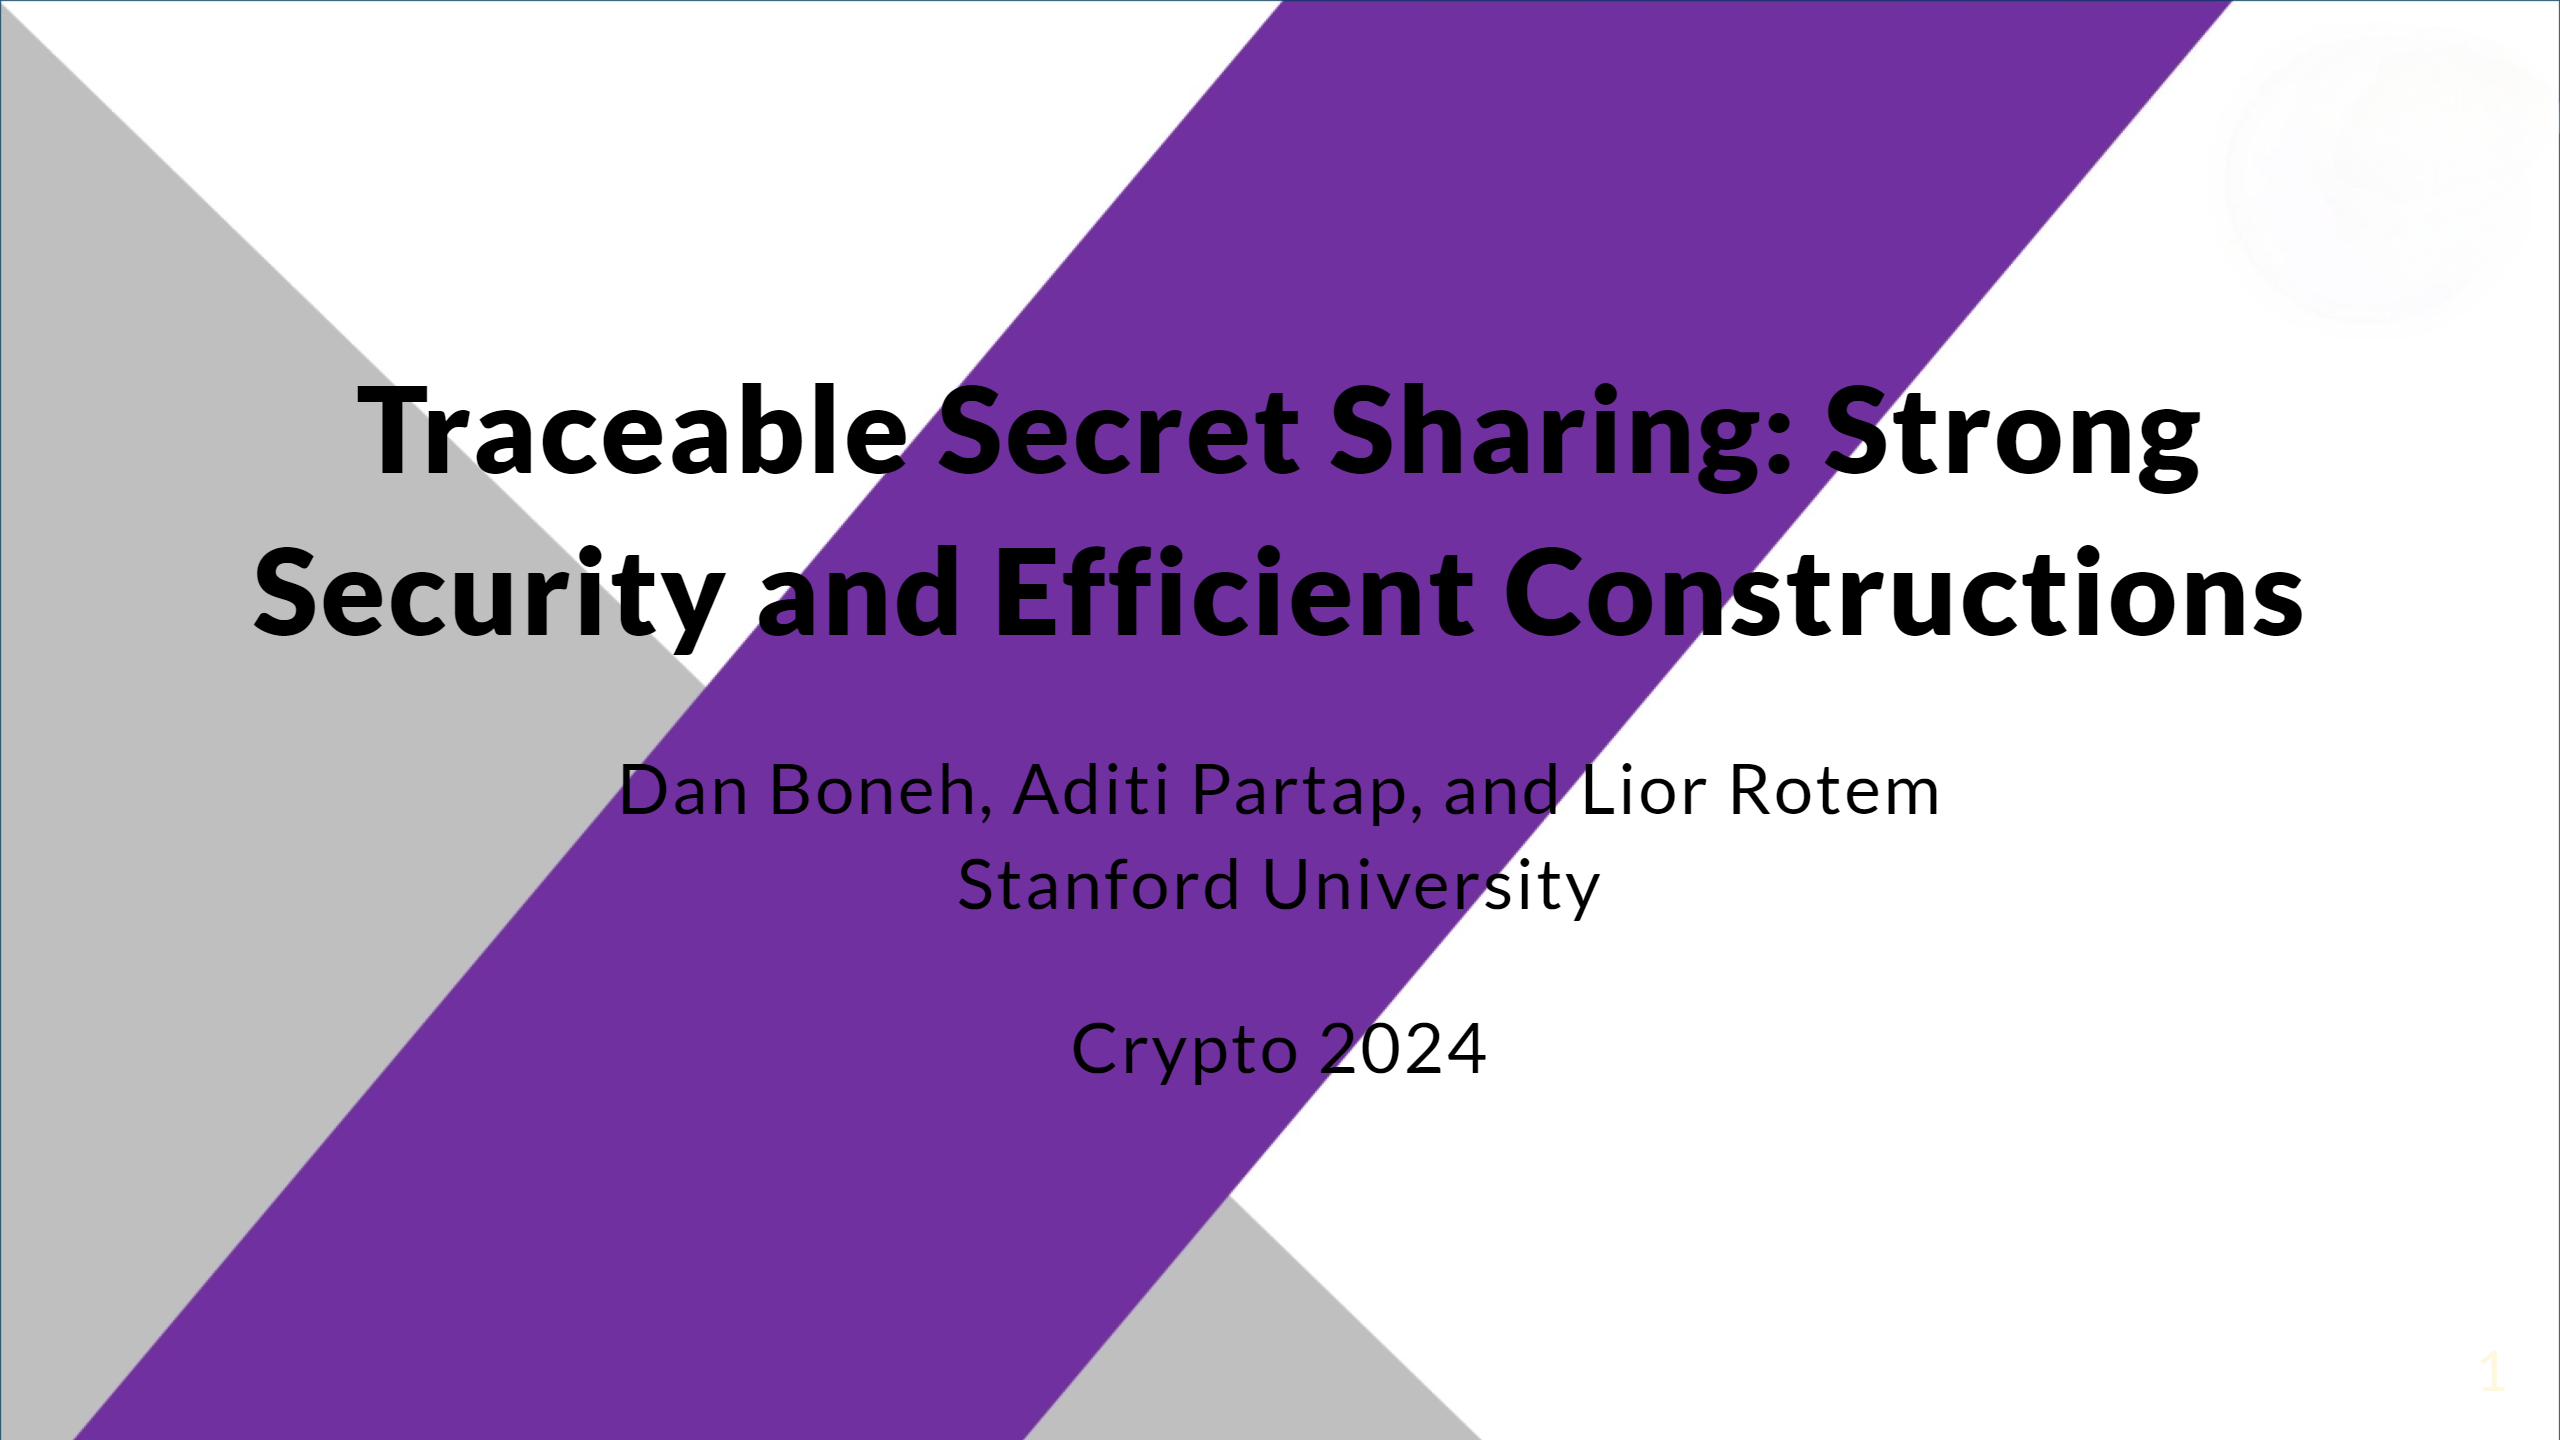 Traceable Secret Sharing: Strong
Security and Efficient Constructions
Dan Boneh, Aditi Partap, and Lior Rotem
Stanford University
Crypto 2024
1